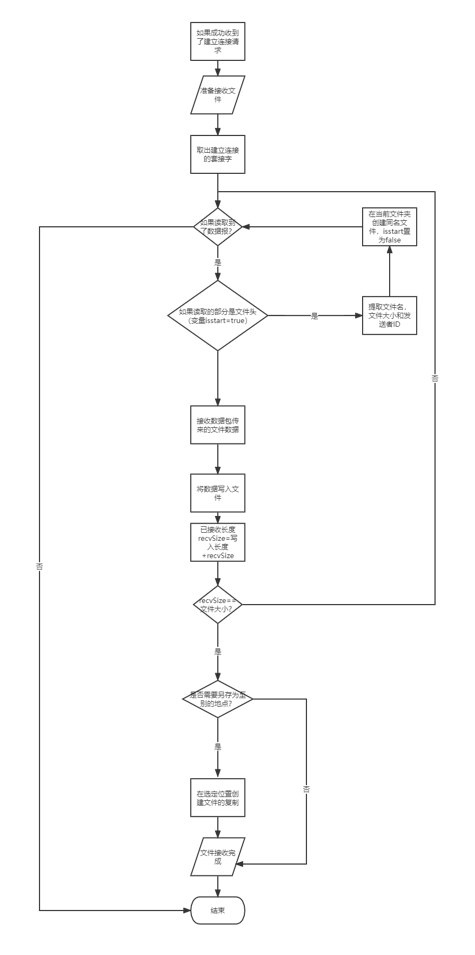 如果成功收到
了建立连接请
求
准备接收文
件
取出建立连接
的套接字
如果读取到
了数据报？
在当前文件夹
创建同名文
件，isstart置
为false
是
如果读取的部分是文件头
（变量isstart=true）
是
提取文件名，
文件大小和发
送者ID
否
接收数据包传
来的文件数据
将数据写入文
件
已接收长度
recvSize=写
入长度
+recvSize
否
recvSize==
文件大小？
是
是否需要另存为至
别的地点？
是
否
在选定位置创
建文件的复制
文件接收完
成
结束